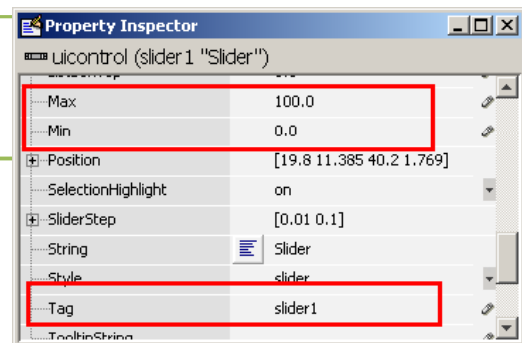 Property Inspector
uicontrol (slider1 "Slider")
Max 100.0
Min 0.0
Position [19.8 11.385 40.2 1.769]
SelectionHighlight on
SliderStep [0.01 0.1]
String Slider
Style slider
Tag slider1
TooltipString